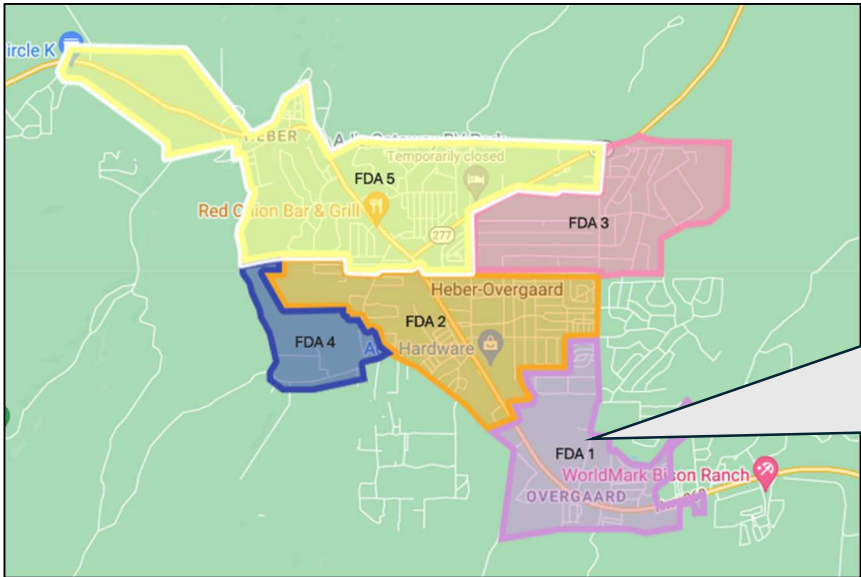 ircle K
HEBER
Temporarily closed
FDA 5
Red Onion Bar & Grill
277
FDA 3
Heber-Overgaard
FDA 2
FDA 4
Hardware
FDA 1
WorldMark Bison Ranch
OVERGAARD